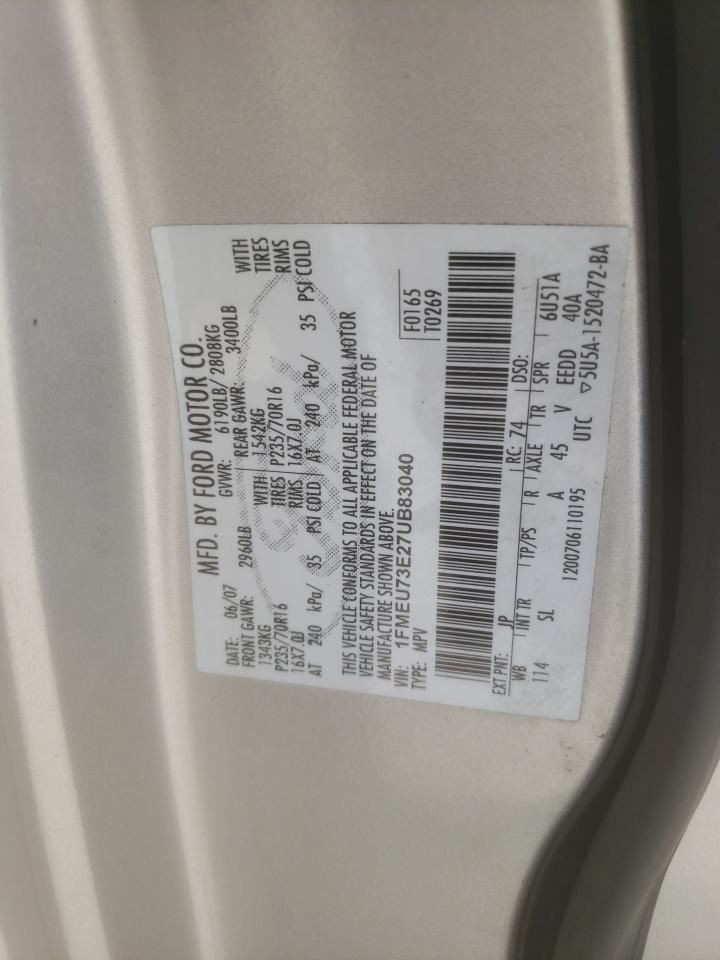 MFD. BY FORD MOTOR CO.
DATE: 06/07 GVWR: 6190LB/ 2808KG
FRONT GAWR: 2960LB REAR GAWR: 3400LB WITH
1343KG WITH 1542KG TIRES
P235/70R16 TIRES P235/70R16 RIMS
16X7.0J RIMS 16X7.0J
AT 240 kPa/ 35 PSI COLD AT 240 kPa/ 35 PSI COLD
THIS VEHICLE CONFORMS TO ALL APPLICABLE FEDERAL MOTOR
VEHICLE SAFETY STANDARDS IN EFFECT ON THE DATE OF
MANUFACTURE SHOWN ABOVE.
VIN: 1FMEU73E27UB83040 F0165
TYPE: MPV T0269
EXT PNT: JP RC: 74 DSO:
WB INT TR TP/PS R AXLE TR SPR 6U51A
114 SL A 45 V EEDD 40A
1200706110195 UTC ▽5U5A-1520472-BA